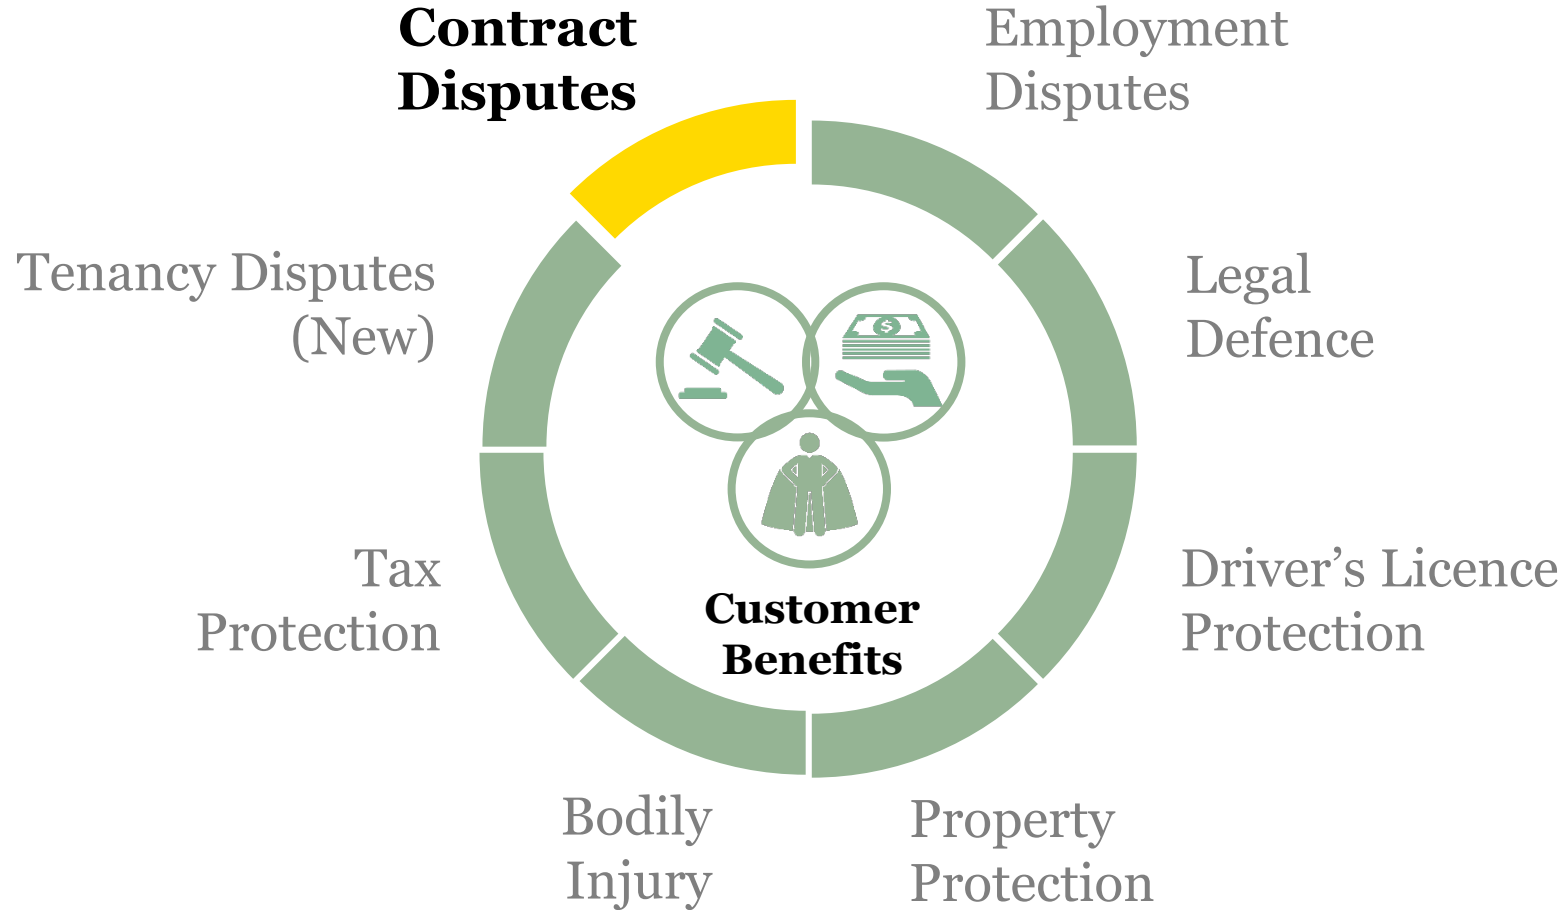 Contract
Disputes
Employment
Disputes
Legal
Defence
Driver’s Licence
Protection
Property
Protection
Bodily
Injury
Tax
Protection
Tenancy Disputes
(New)
$
Customer
Benefits